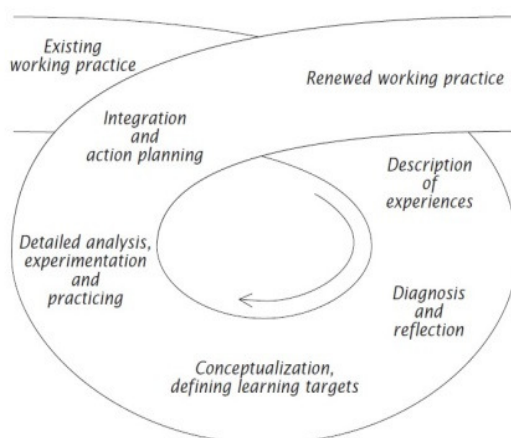 Existing
working practice
Renewed working practice
Integration
and
action planning
Description
of
experiences
Detailed analysis,
experimentation
and
practicing
Diagnosis
and
reflection
Conceptualization,
defining learning targets